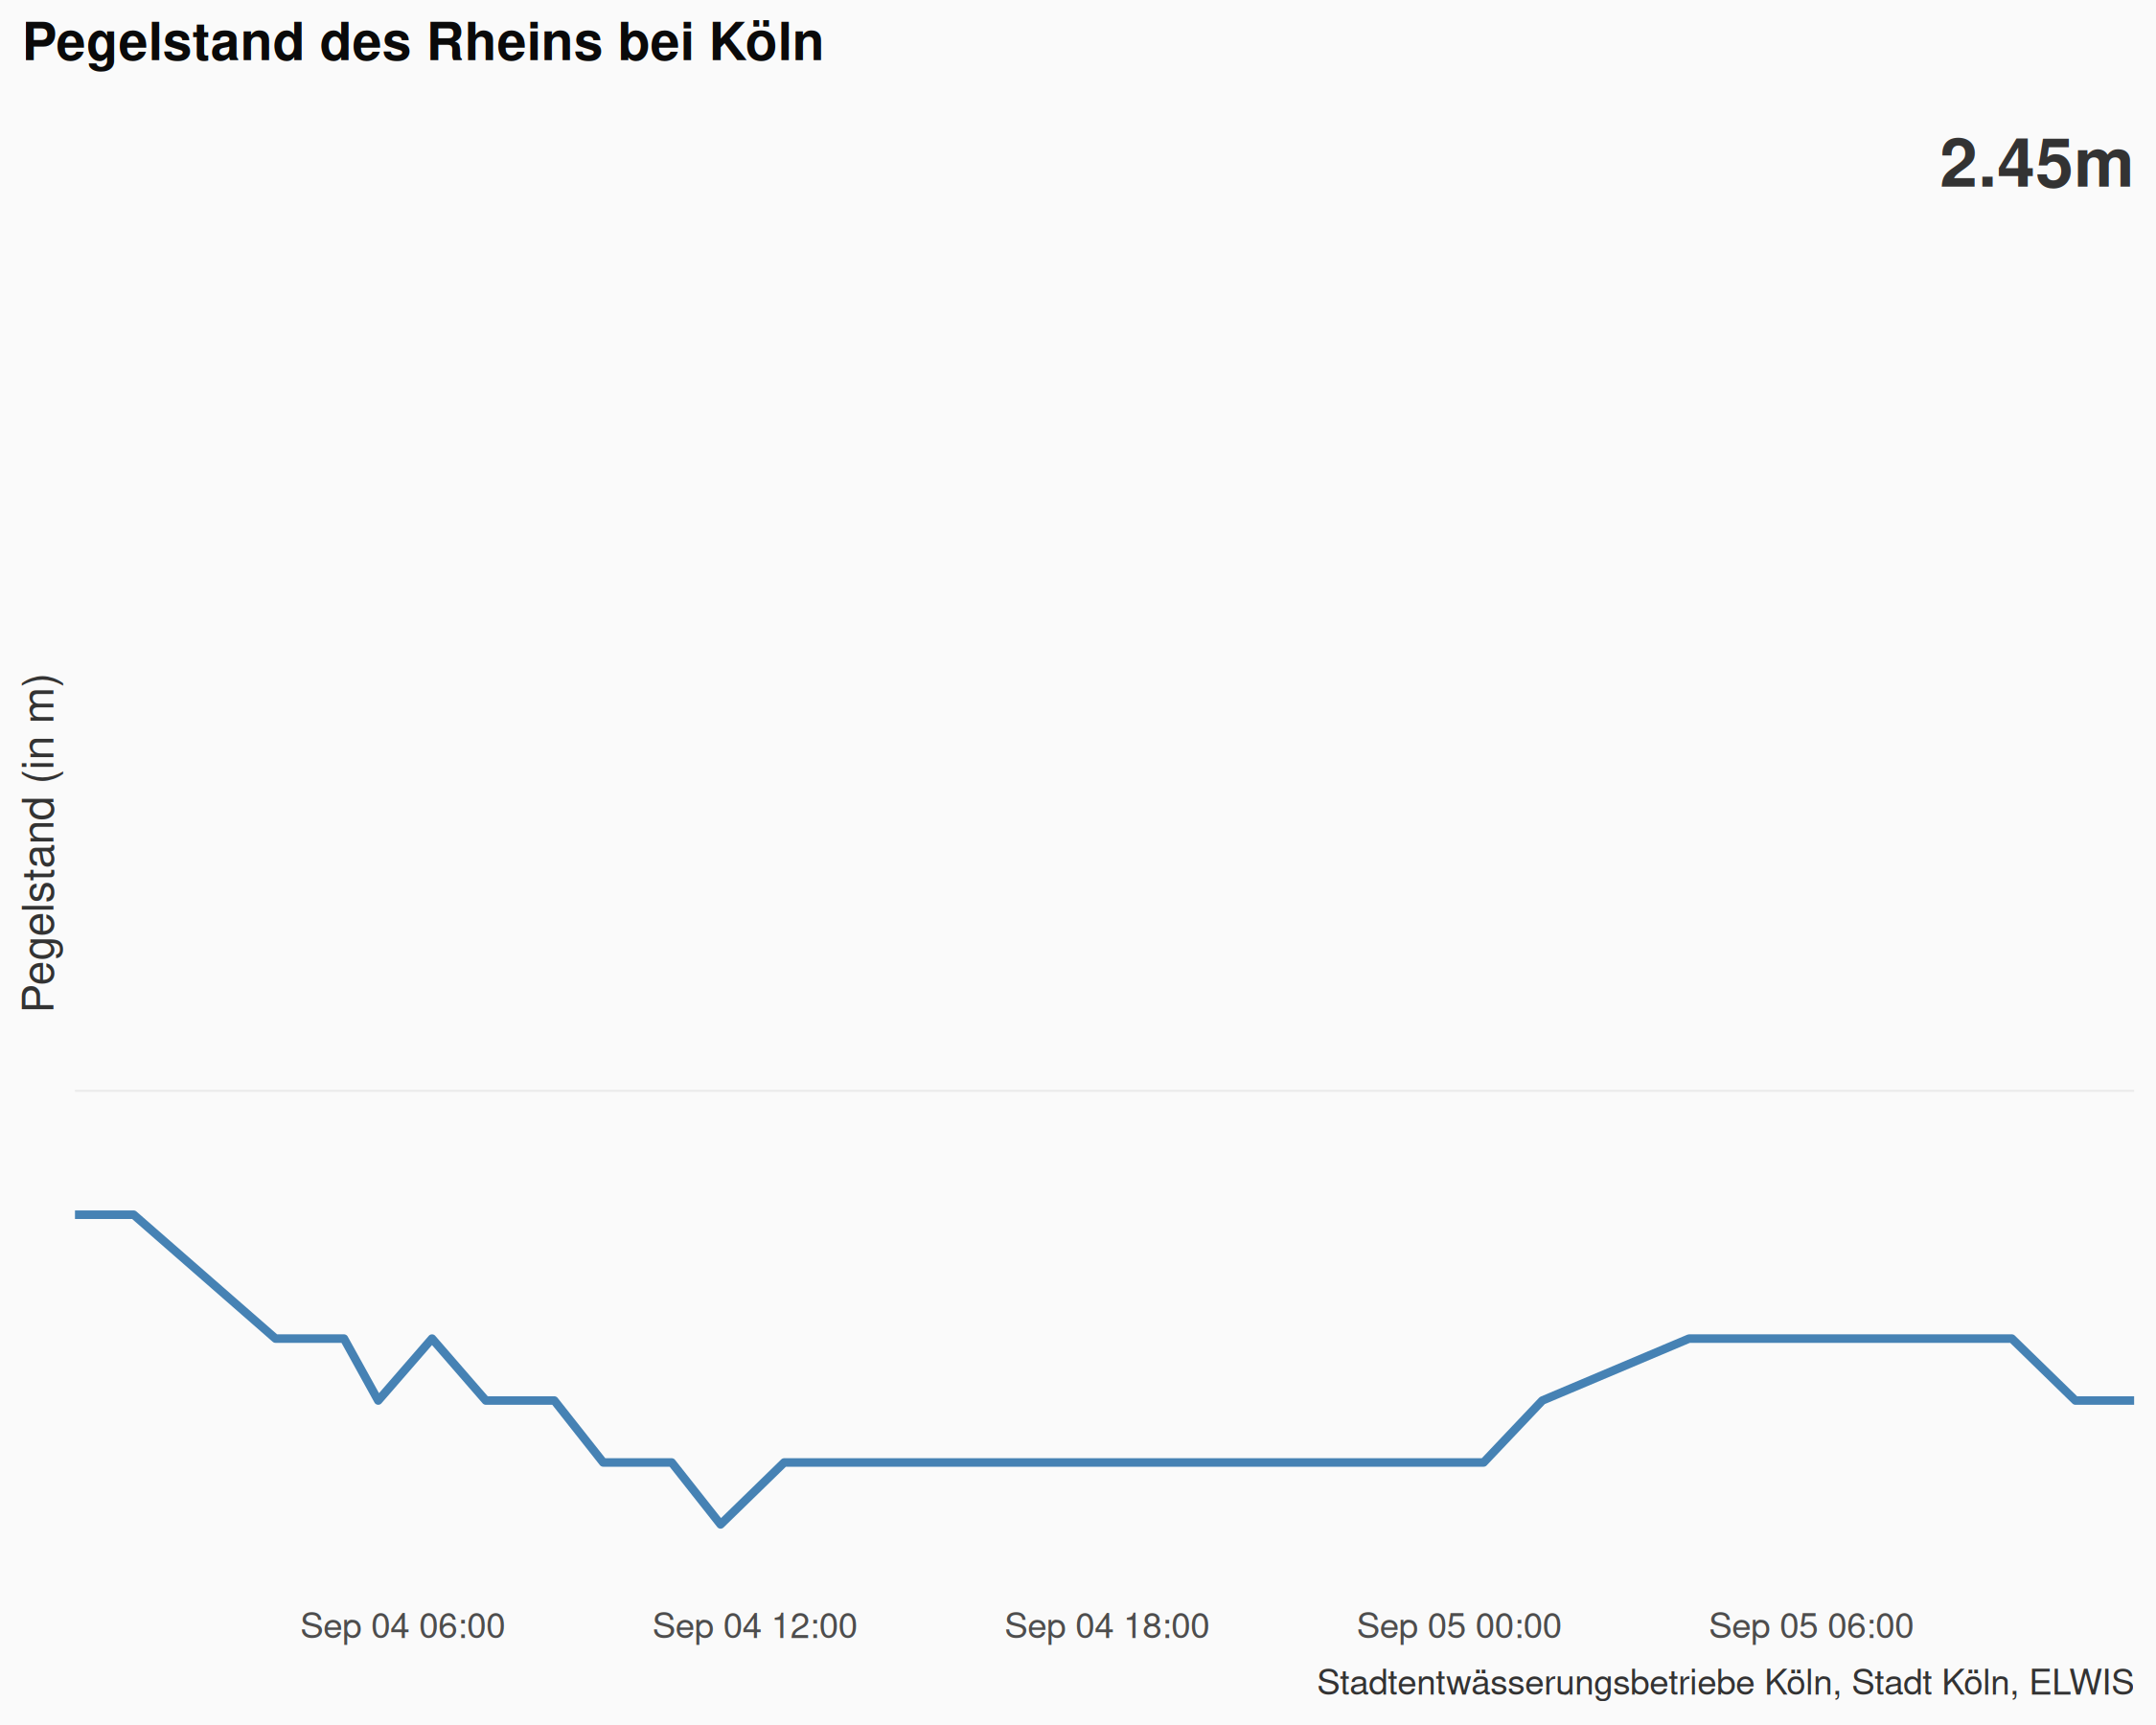 Pegelstand des Rheins bei Köln
2.45m
Pegelstand (in m)
Sep 04 06:00
Sep 04 12:00
Sep 04 18:00
Sep 05 00:00
Sep 05 06:00
Stadtentwässerungsbetriebe Köln, Stadt Köln, ELWIS